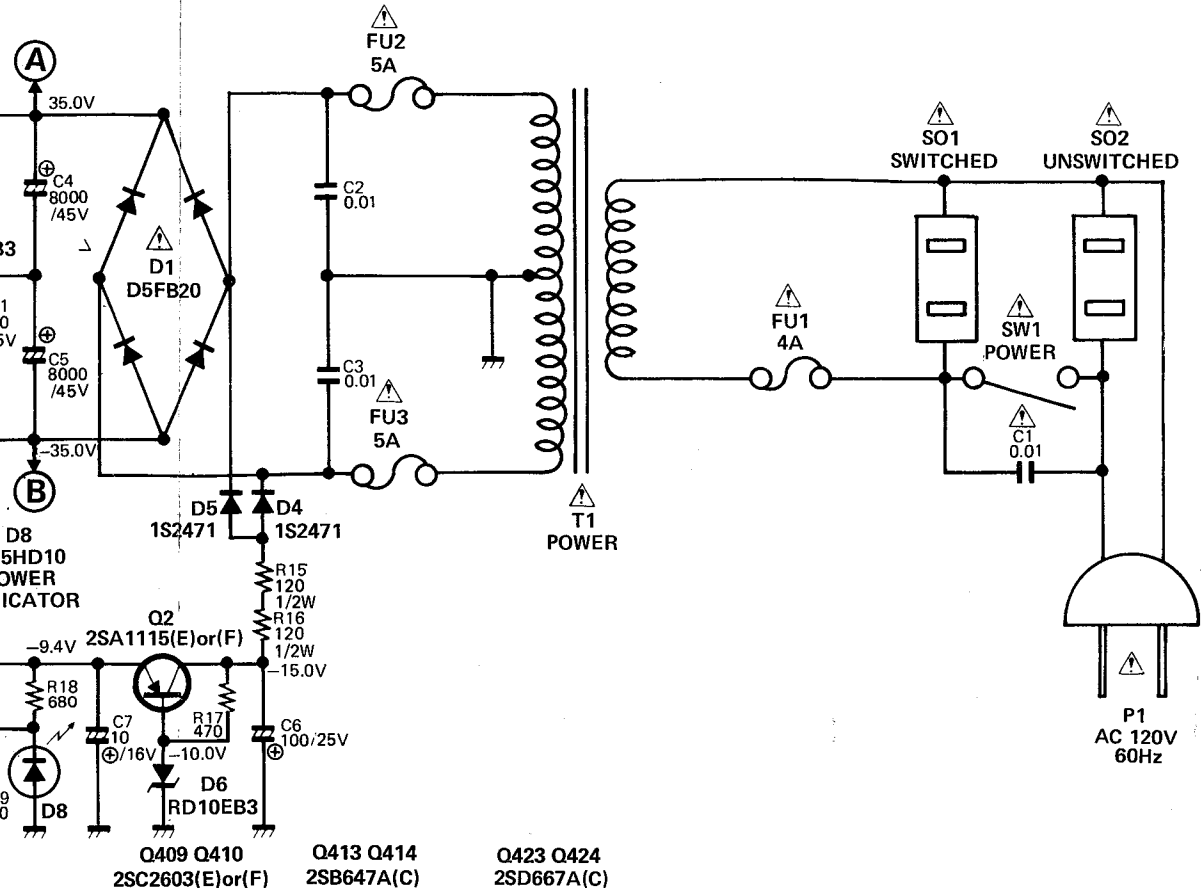 A
35.0V
C4
8000
/45V
C5
8000
/45V
-35.0V
B
D1
D5FB20
FU2
5A
C2
0.01
C3
0.01
FU3
5A
T1
POWER
SO1
SWITCHED
SO2
UNSWITCHED
FU1
4A
SW1
POWER
C1
0.01
P1
AC 120V
60Hz
D5
1S2471
D4
1S2471
R15
120
1/2W
R16
120
1/2W
-15.0V
D8
5HD10
OWER
ICATOR
Q2
2SA1115(E)or(F)
-9.4V
R18
680
C7
10
/16V
R17
470
-10.0V
C6
100/25V
D6
RD10EB3
D8
Q409 Q410
2SC2603(E)or(F)
Q413 Q414
2SB647A(C)
Q423 Q424
2SD667A(C)